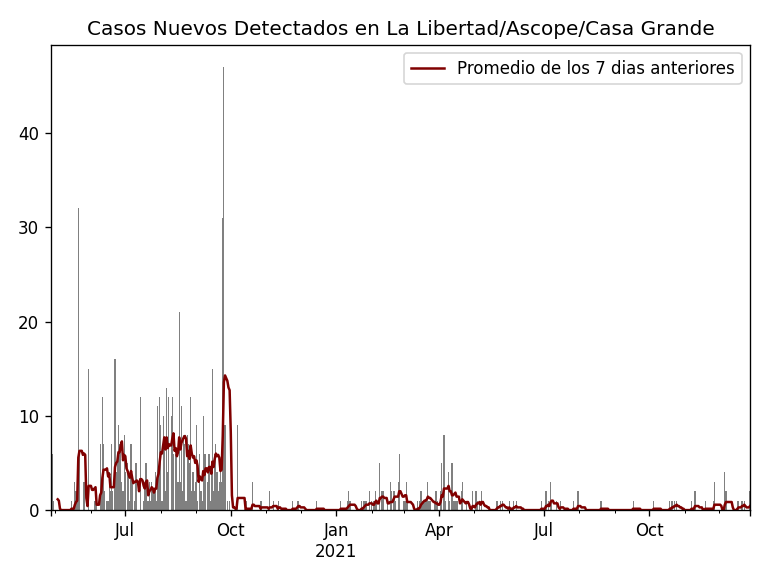 Casos Nuevos Detectados en La Libertad/Ascope/Casa Grande
Promedio de los 7 dias anteriores
40
30
20
10
0
Jul
Oct
Jan
2021
Apr
Jul
Oct